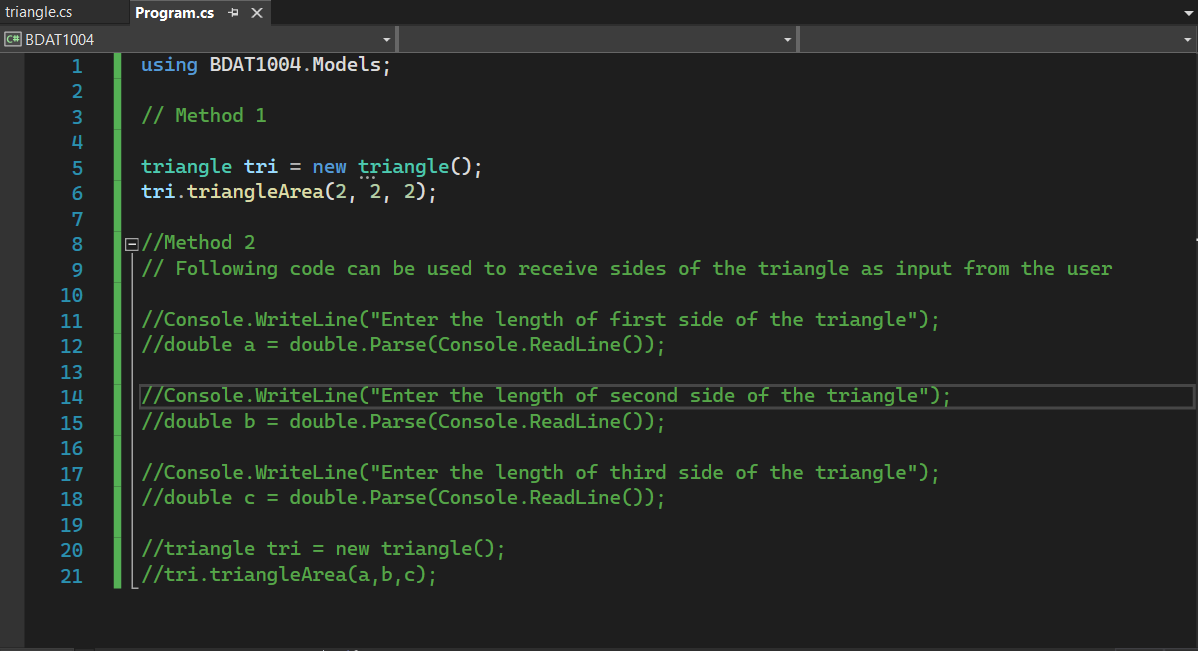 triangle.cs
Program.cs
C# BDAT1004
1 using BDAT1004.Models;
2
3 // Method 1
4
5 triangle tri = new triangle();
6 tri.triangleArea(2, 2, 2);
7
8 //Method 2
9 // Following code can be used to receive sides of the triangle as input from the user
10
11 //Console.WriteLine("Enter the length of first side of the triangle");
12 //double a = double.Parse(Console.ReadLine());
13
14 //Console.WriteLine("Enter the length of second side of the triangle");
15 //double b = double.Parse(Console.ReadLine());
16
17 //Console.WriteLine("Enter the length of third side of the triangle");
18 //double c = double.Parse(Console.ReadLine());
19
20 //triangle tri = new triangle();
21 //tri.triangleArea(a,b,c);